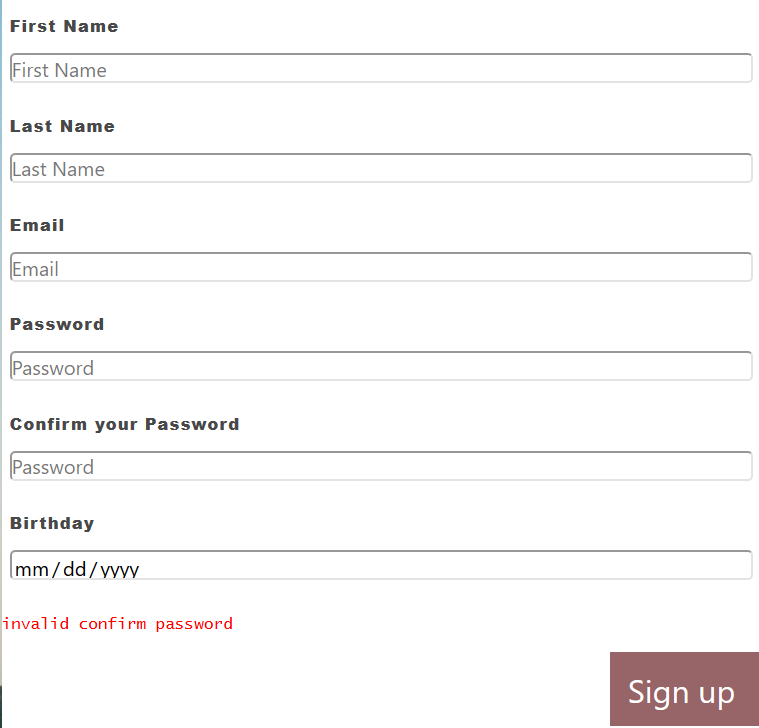 First Name
First Name
Last Name
Last Name
Email
Email
Password
Password
Confirm your Password
Password
Birthday
mm/dd/yyyy
invalid confirm password
Sign up